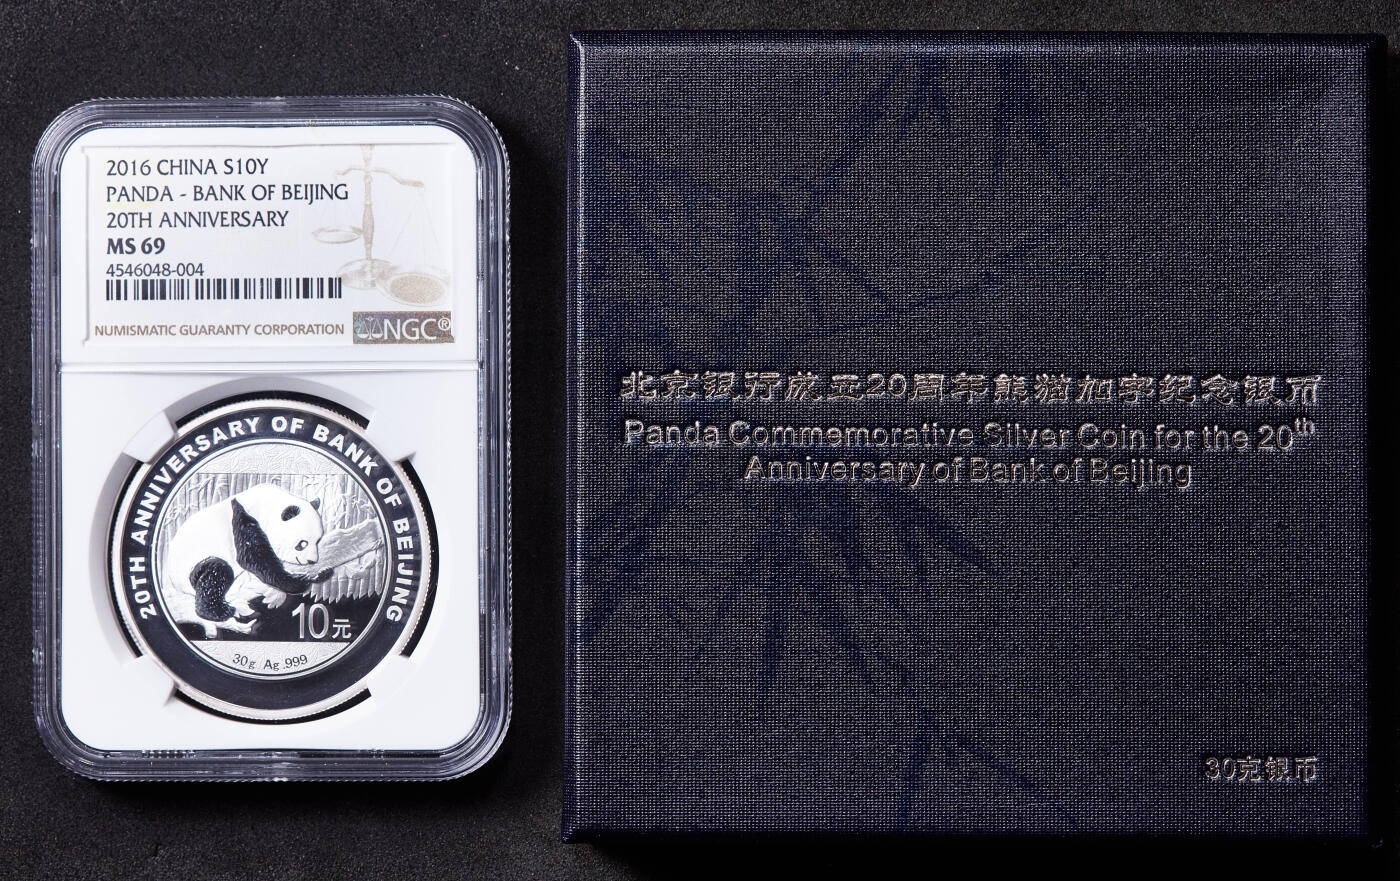 2016 CHINA S10Y
PANDA - BANK OF BEIJING
20TH ANNIVERSARY
MS 69
4546048-004
NUMISMATIC GUARANTY CORPORATION
NGC®
20TH ANNIVERSARY OF BANK OF BEIJING
10元
30g Ag .999
北京银行成立20周年熊猫加字纪念银币
Panda Commemorative Silver Coin for the 20th
Anniversary of Bank of Beijing
30克银币